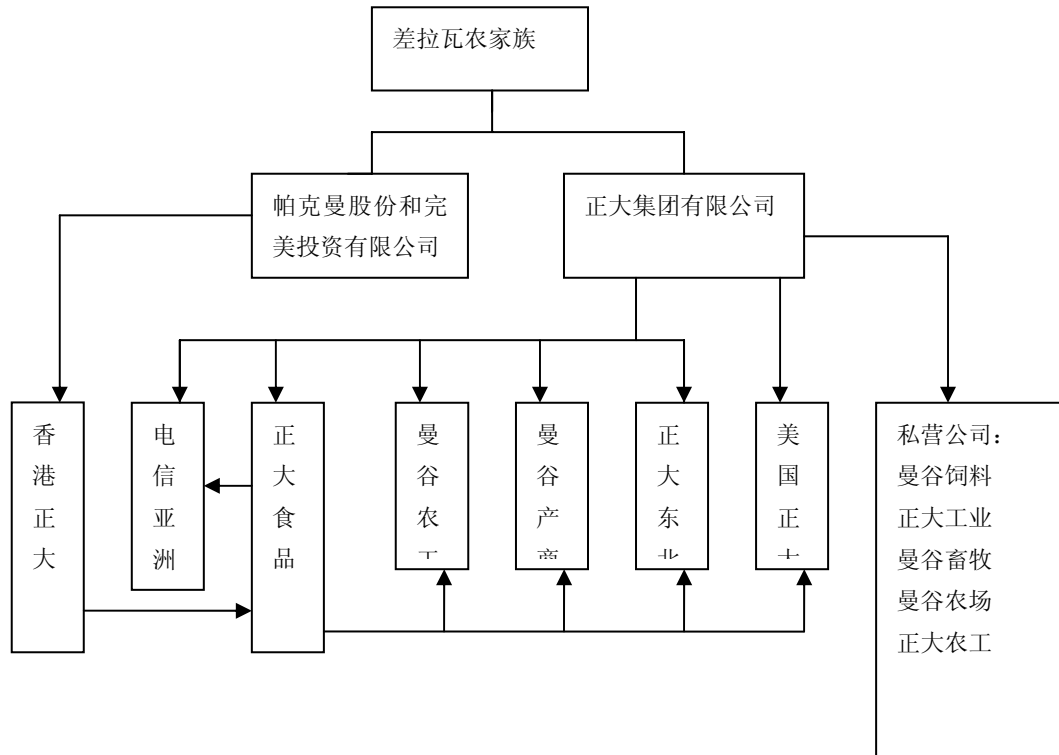 差拉瓦农家族
帕克曼股份和完
美投资有限公司
正大集团有限公司
香港正大
电信亚洲
正大食品
曼谷农工
曼谷产商
正大东北
美国正大
私营公司：
曼谷饲料
正大工业
曼谷畜牧
曼谷农场
正大农工